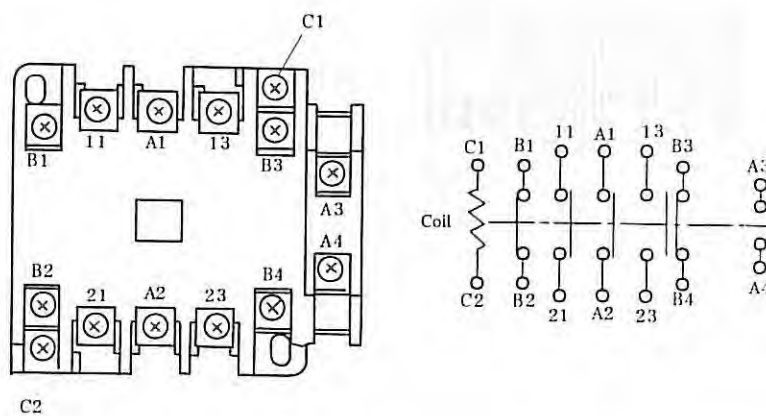 C1
11 A1 13
B1 B3
A3
A4
B2 B4
21 A2 23
C2
C1 B1 11 A1 13 B3 A3
Coil
C2 B2 21 A2 23 B4 A4